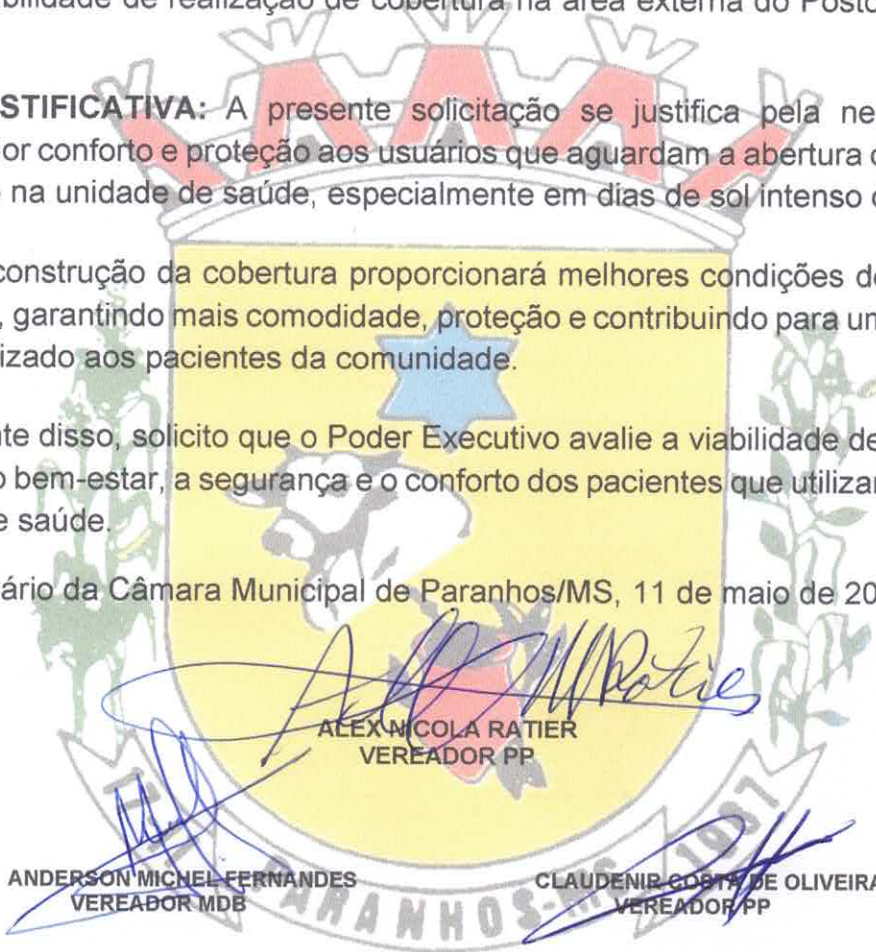 bilidade de realização de cobertura na área externa do Posto
STIFICATIVA: A presente solicitação se justifica pela ne
or conforto e proteção aos usuários que aguardam a abertura
na unidade de saúde, especialmente em dias de sol intenso
construção da cobertura proporcionará melhores condições d
, garantindo mais comodidade, proteção e contribuindo para um
izado aos pacientes da comunidade.
te disso, solicito que o Poder Executivo avalie a viabilidade de
o bem-estar, a segurança e o conforto dos pacientes que utilizar
e saúde.
ário da Câmara Municipal de Paranhos/MS, 11 de maio de 20
ALEX NICOLA RATIER
VEREADOR PP
ANDERSON MICHEL FERNANDES
VEREADOR MDB
CLAUDENIR COSTA DE OLIVEIRA
VEREADOR PP
PARANHOS-MS 1987